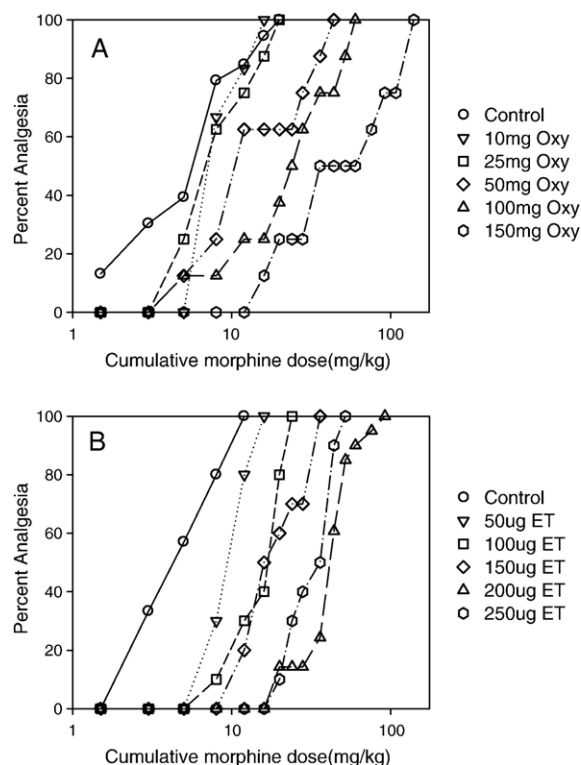 100
A
80
60
40
20
0
Percent Analgesia
1
10
100
Cumulative morphine dose(mg/kg)
Control
10mg Oxy
25mg Oxy
50mg Oxy
100mg Oxy
150mg Oxy
100
B
80
60
40
20
0
Percent Analgesia
1
10
100
Cumulative morphine dose(mg/kg)
Control
50ug ET
100ug ET
150ug ET
200ug ET
250ug ET